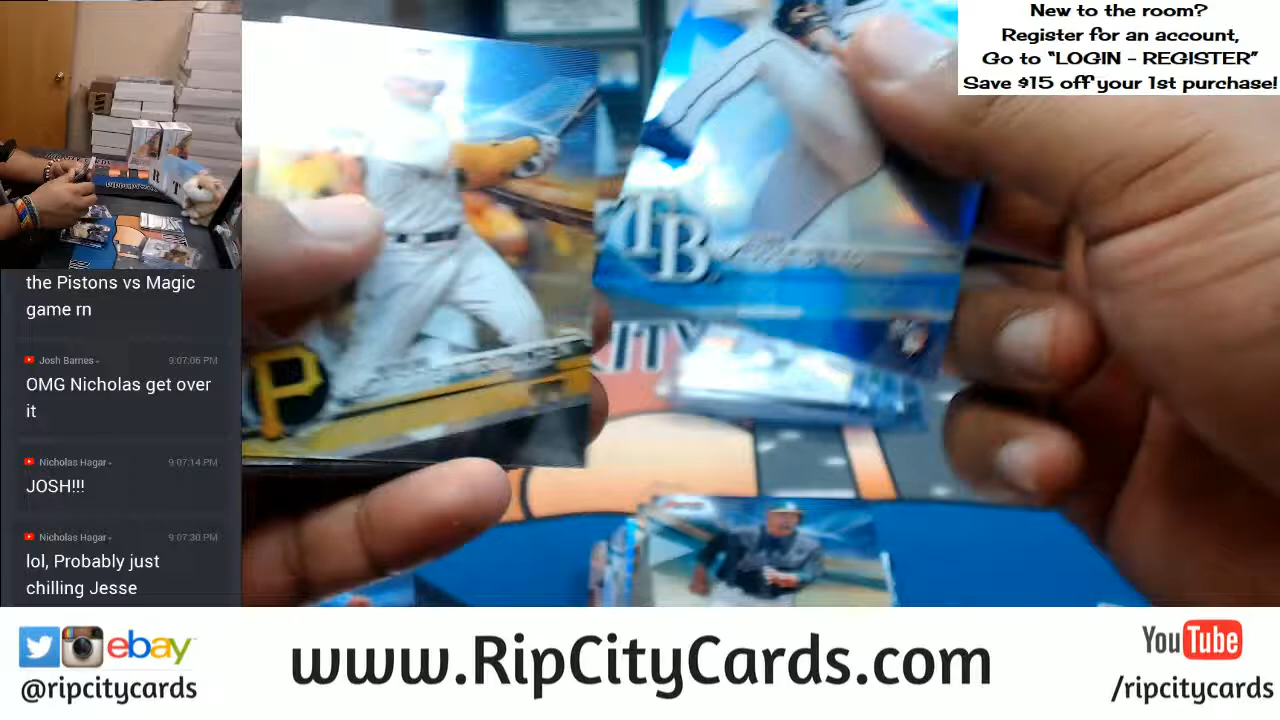 New to the room?
Register for an account,
Go to “LOGIN - REGISTER”
Save $15 off your 1st purchase!
the Pistons vs Magic
game rn
Josh Barnes
9:07:06 PM
OMG Nicholas get over
it
Nicholas Hagar
9:07:14 PM
JOSH!!!
Nicholas Hagar
9:07:30 PM
lol, Probably just
chilling Jesse
P
TB
ebay
@ripcitycards
www.RipCityCards.com
YouTube
/ripcitycards